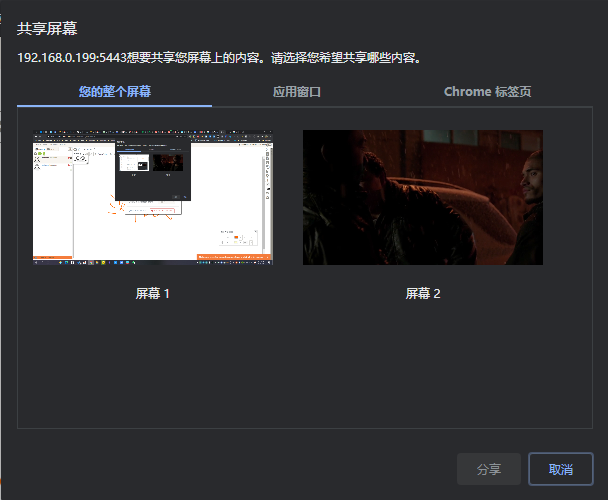 共享屏幕
192.168.0.199:5443想要共享您屏幕上的内容。请选择您希望共享哪些内容。
您的整个屏幕
应用窗口
Chrome 标签页
屏幕 1
屏幕 2
分享
取消